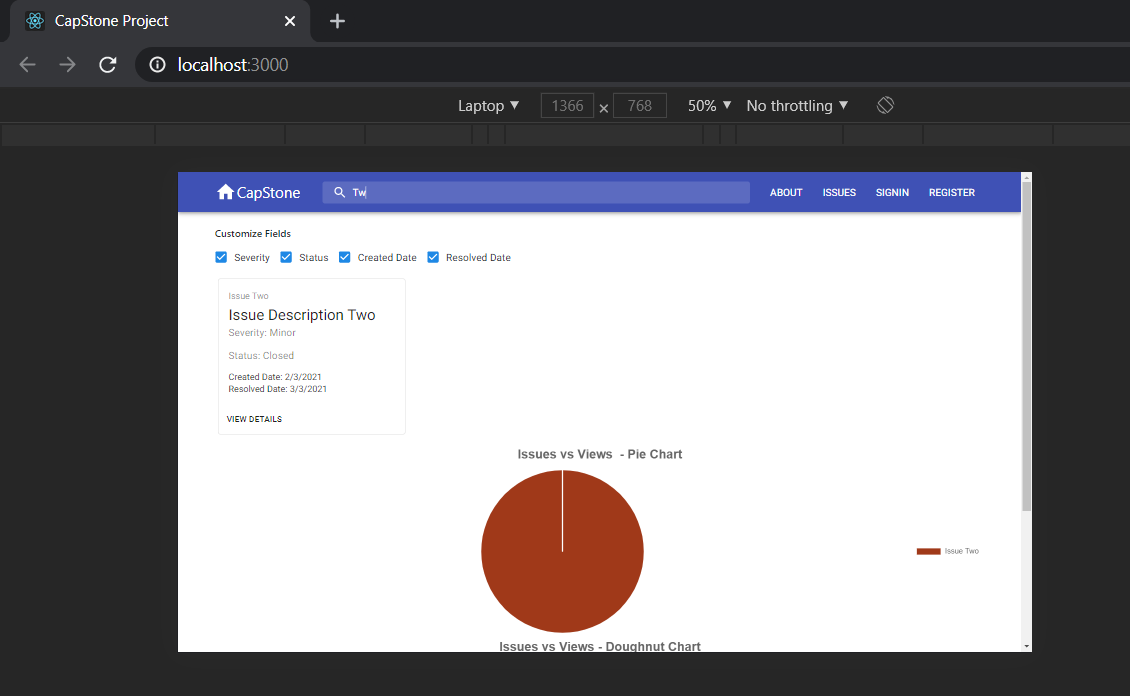 CapStone Project
localhost:3000
Laptop 1366 × 768 50% No throttling
CapStone Tw ABOUT ISSUES SIGNIN REGISTER
Customize Fields
Severity Status Created Date Resolved Date
Issue Two
Issue Description Two
Severity: Minor
Status: Closed
Created Date: 2/3/2021
Resolved Date: 3/3/2021
VIEW DETAILS
Issues vs Views - Pie Chart
Issue Two
Issues vs Views - Doughnut Chart